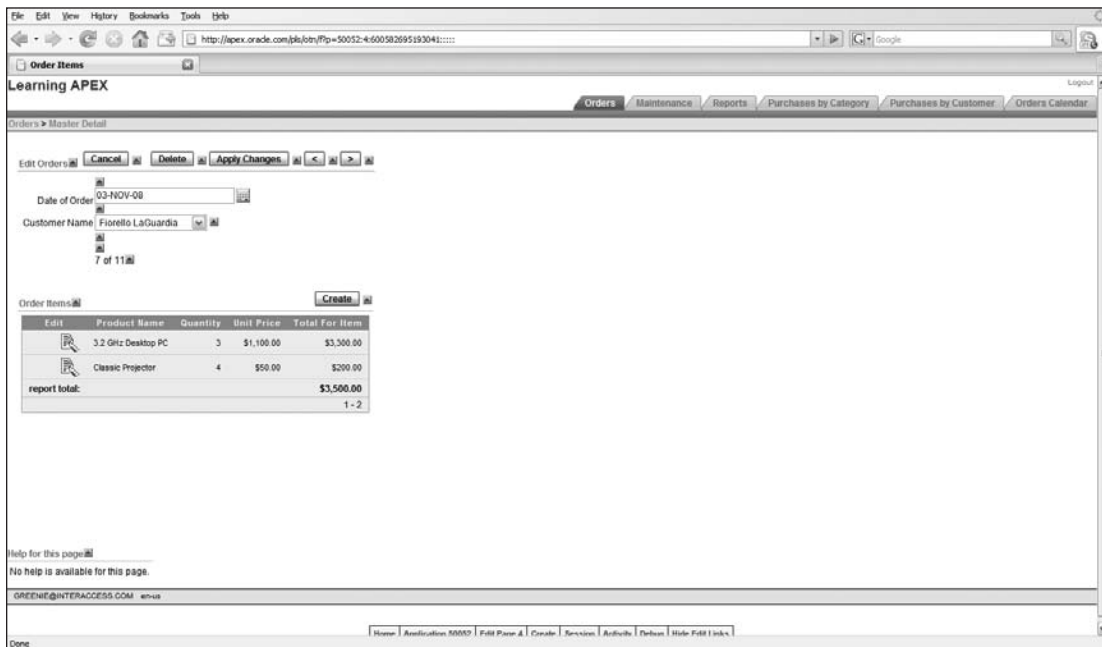 File Edit View History Bookmarks Tools Help
http://apex.oracle.com/pls/otn/f?p=50052:4:600582695193041:::::
Google
Order Items
Learning APEX
Logout
Orders Maintenance Reports Purchases by Category Purchases by Customer Orders Calendar
Orders > Master Detail
Edit Orders Cancel Delete Apply Changes < >
Date of Order 03-NOV-08
Customer Name Fiorello LaGuardia
7 of 11
Order Items Create
Edit Product Name Quantity Unit Price Total For Item
3.2 GHz Desktop PC 3 $1,100.00 $3,300.00
Classic Projector 4 $50.00 $200.00
report total: $3,500.00
1 - 2
Help for this page
No help is available for this page.
GREENIE@INTERACCESS.COM en-us
Home Application 50052 Edit Page 4 Create Session Activity Debug Hide Edit Links
Done